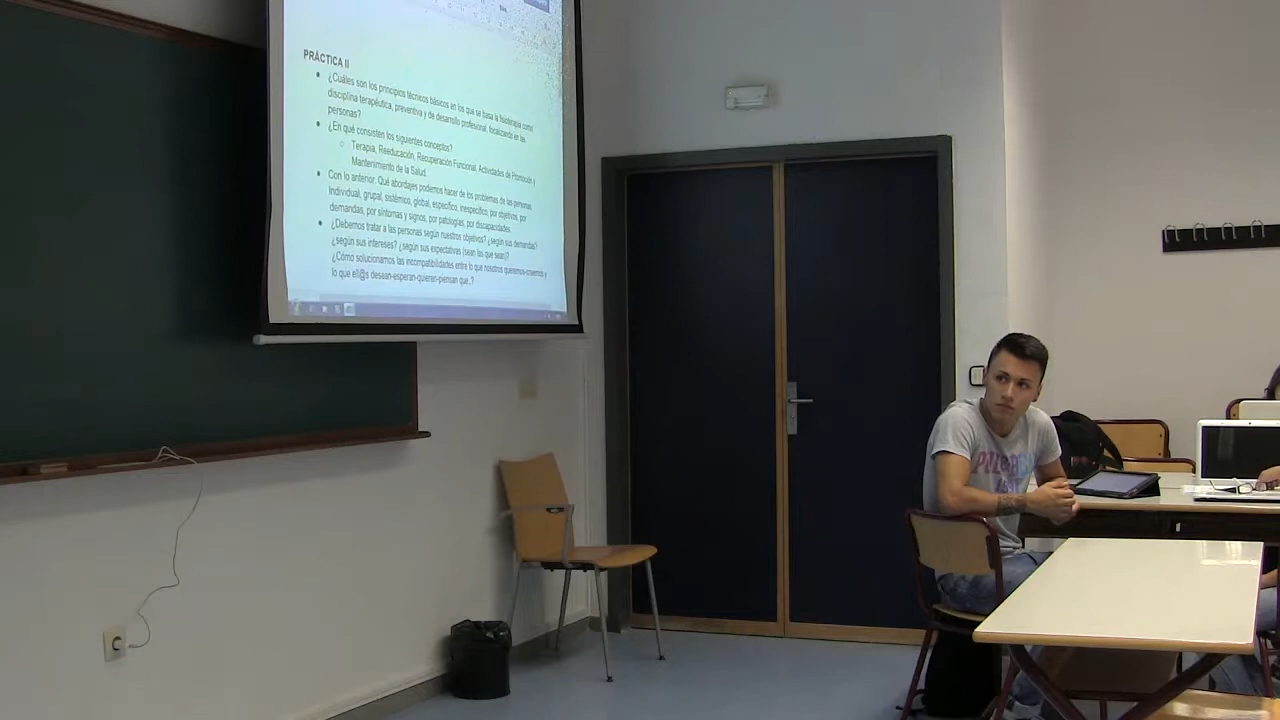 PRÁCTICA II
¿Cuáles son los principios técnicos básicos en los que se basa la fisioterapia como
disciplina terapéutica, preventiva y de desarrollo profesional, focalizando en las
personas?
¿En qué consisten los siguientes conceptos?
Terapia, Reeducación, Recuperación Funcional, Actividades de Promoción y
Mantenimiento de la Salud.
Con lo anterior. Qué abordajes podemos hacer de los problemas de las personas.
Individual, grupal, sistémico, global, específico, inespecífico, por objetivos, por
demandas, por síntomas y signos, por patologías, por discapacidades.
¿Debemos tratar a las personas según nuestros objetivos? ¿según sus demandas?
¿según sus intereses? ¿según sus expectativas (sean las que sean)?
¿Cómo solucionamos las incompatibilidades entre lo que nosotros queremos-creemos y
lo que ell@s desean-esperan-quieren-piensan que..?